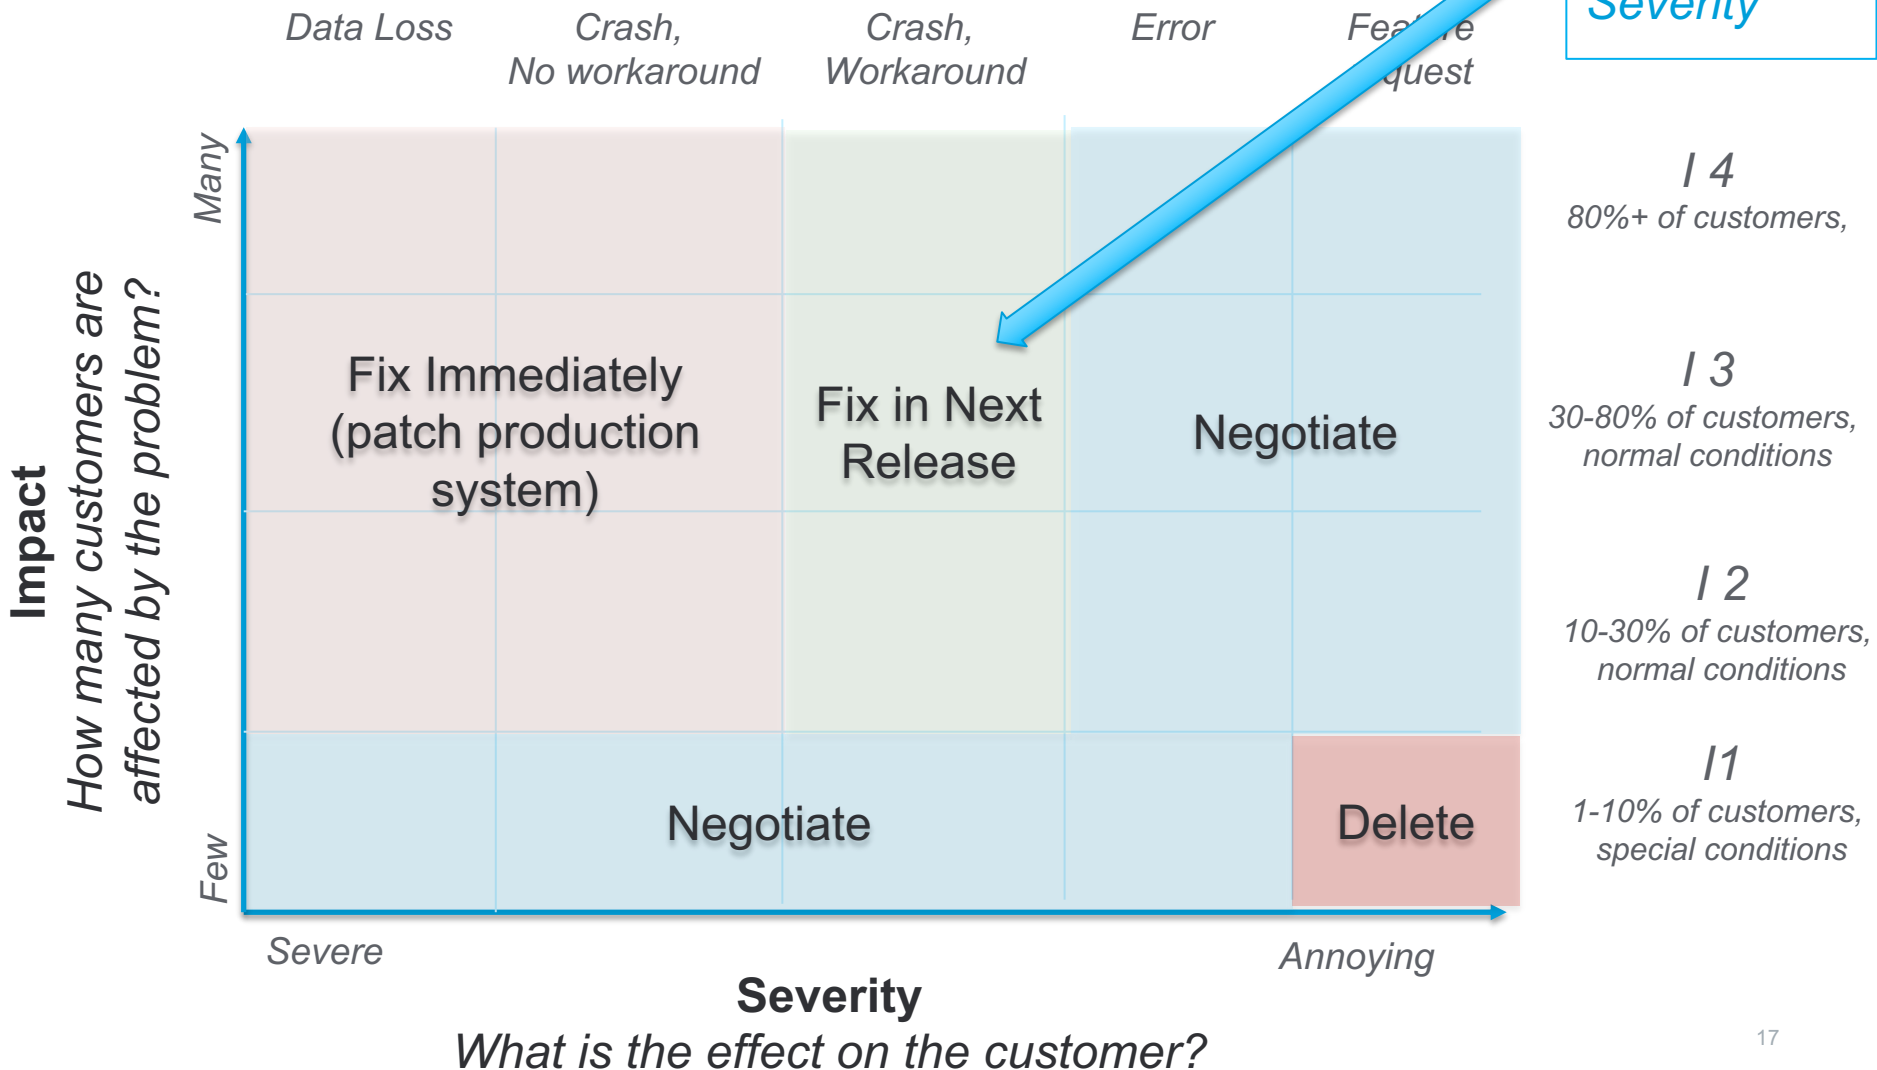 Severity
Data Loss
Crash,
No workaround
Crash,
Workaround
Error
Many
Impact
How many customers are
affected by the problem?
Few
Fix Immediately
(patch production
system)
Fix in Next
Release
Negotiate
Negotiate
Delete
I 4
80%+ of customers,
I 3
30-80% of customers,
normal conditions
I 2
10-30% of customers,
normal conditions
I1
1-10% of customers,
special conditions
Severe
Annoying
Severity
What is the effect on the customer?
17